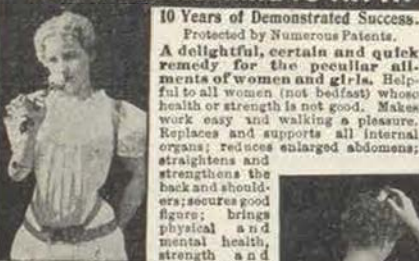 10 Years of Demonstrated Success.
Protected by Numerous Patents.
A delightful, certain and quick
remedy for the peculiar ail-
ments of women and girls. Help-
ful to all women (not bedfast) whose
health or strength is not good. Makes
work easy and walking a pleasure.
Replaces and supports all internal
organs; reduces enlarged abdomens;
straightens and
strengthens the
back and should-
ers; secures good
figure; brings
physical and
mental health,
strength and